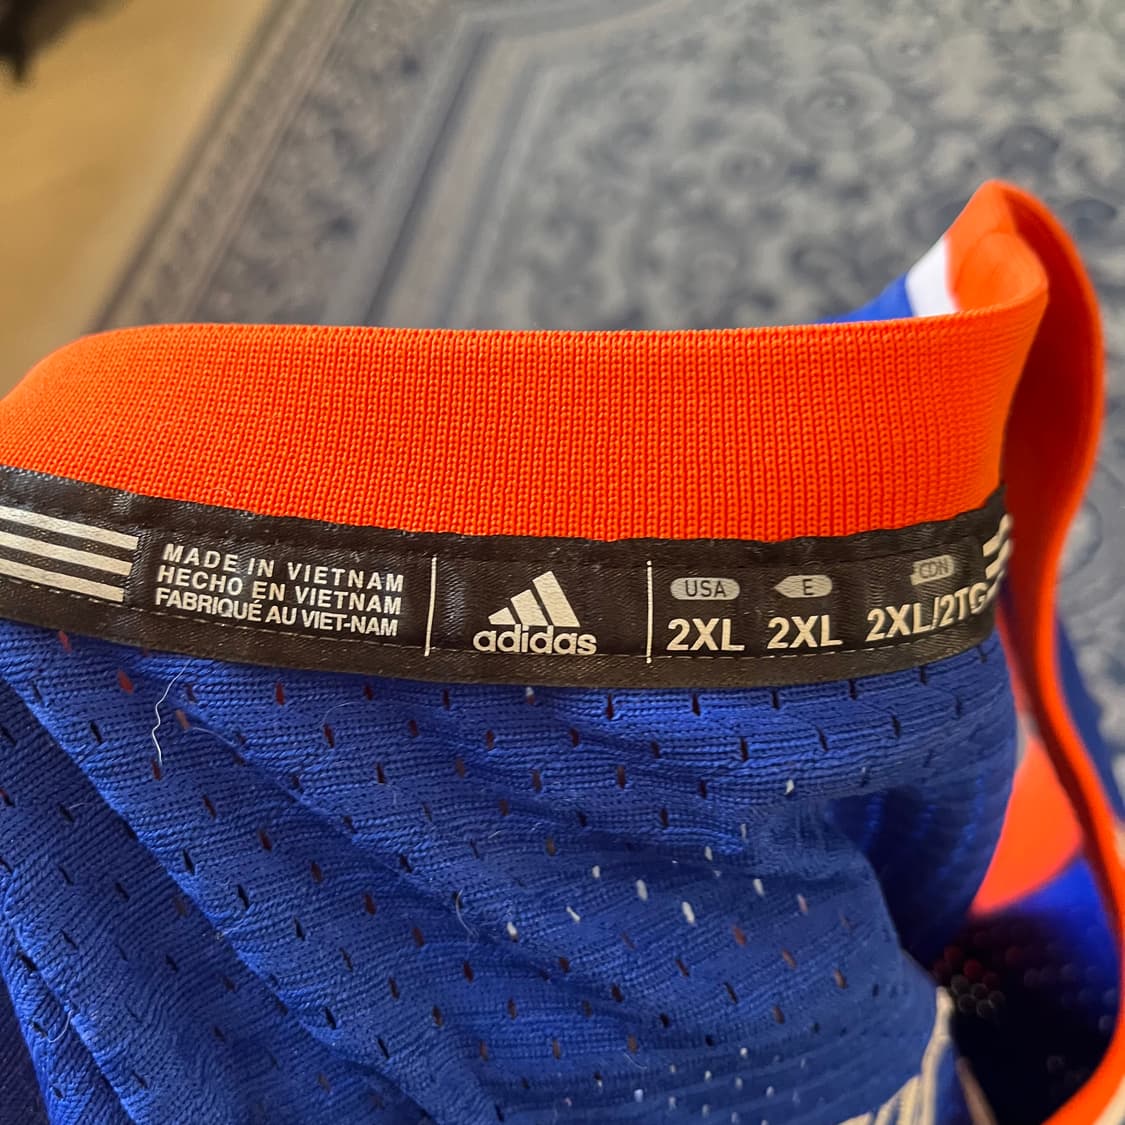 MADE IN VIETNAM
HECHO EN VIETNAM
FABRIQUÉ AU VIET-NAM
adidas
USA E CDN
2XL 2XL 2XL/2TG